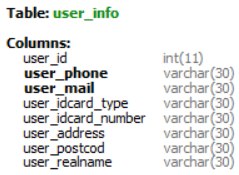 Table: user_info
Columns:
user_id int(11)
user_phone varchar(30)
user_mail varchar(30)
user_idcard_type varchar(30)
user_idcard_number varchar(30)
user_address varchar(30)
user_postcod varchar(30)
user_realname varchar(30)